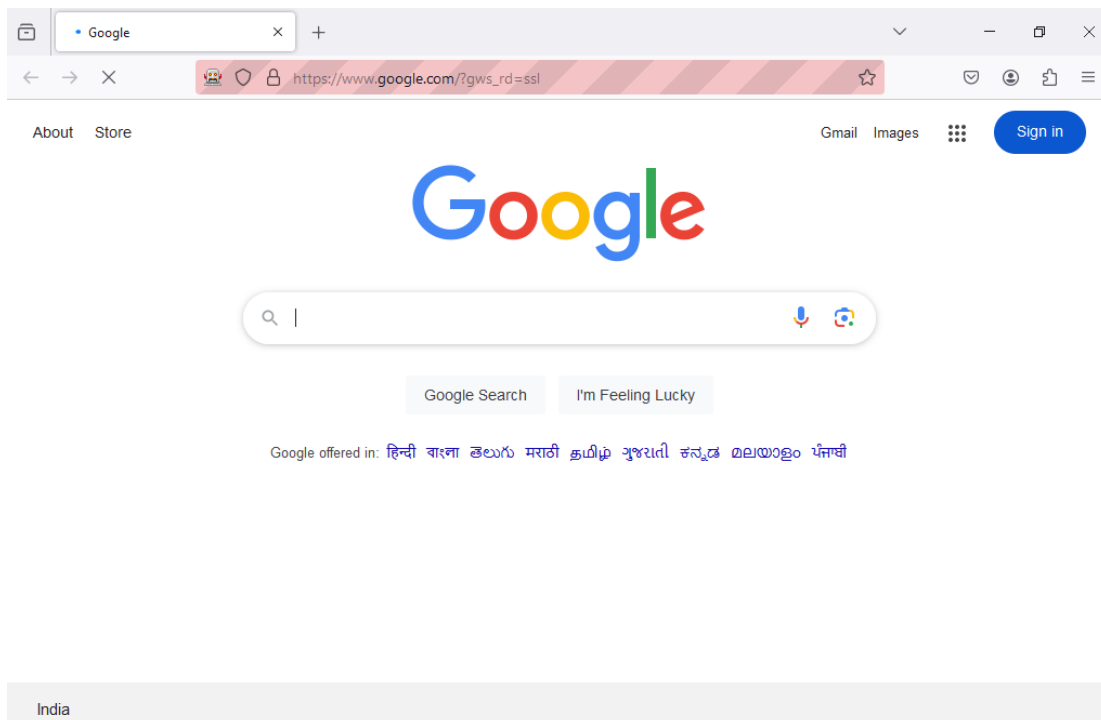 Google
https://www.google.com/?gws_rd=ssl
About Store Gmail Images Sign in
Google
Google Search I'm Feeling Lucky
Google offered in: हिन्दी বাংলা తెలుగు मराठी தமிழ் ગુજરાતી ಕನ್ನಡ മലയാളം ਪੰਜਾਬੀ
India